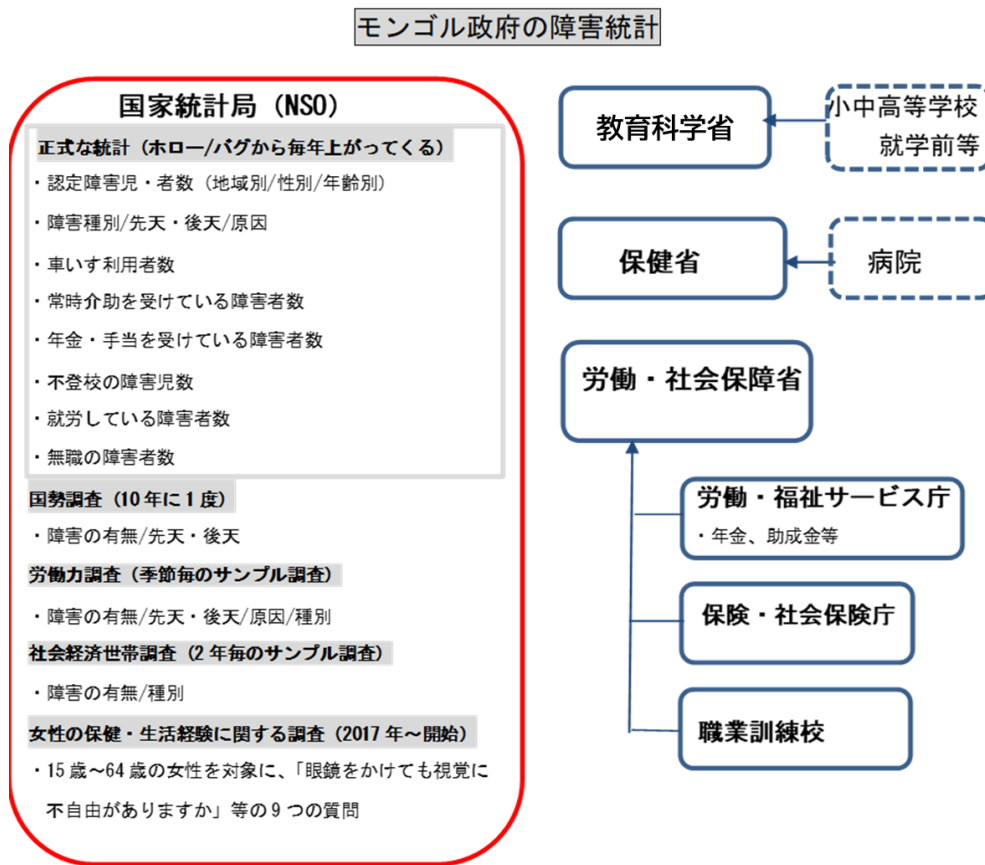 モンゴル政府の障害統計
国家統計局（NSO）
正式な統計（ホロー/バグから毎年上がってくる）
・認定障害児・者数（地域別/性別/年齢別）
・障害種別/先天・後天/原因
・車いす利用者数
・常時介助を受けている障害者数
・年金・手当を受けている障害者数
・不登校の障害児数
・就労している障害者数
・無職の障害者数
国勢調査（10年に1度）
・障害の有無/先天・後天
労働力調査（季節毎のサンプル調査）
・障害の有無/先天・後天/原因/種別
社会経済世帯調査（2年毎のサンプル調査）
・障害の有無/種別
女性の保健・生活経験に関する調査（2017年～開始）
・15歳～64歳の女性を対象に、「眼鏡をかけても視覚に
不自由がありますか」等の9つの質問
教育科学省
小中高等学校
就学前等
保健省
病院
労働・社会保障省
労働・福祉サービス庁
・年金、助成金等
保険・社会保険庁
職業訓練校